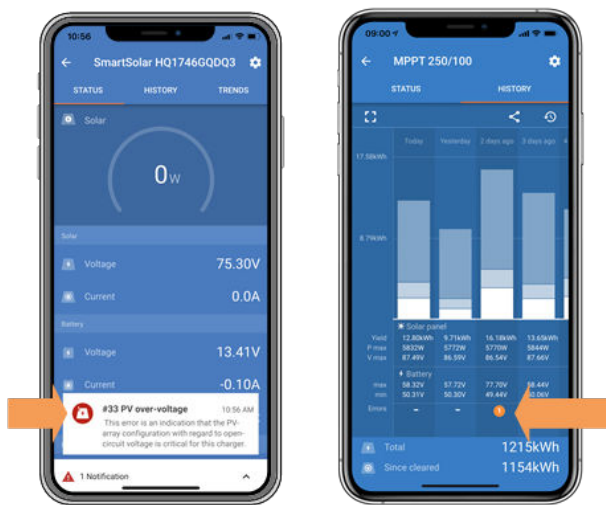 10:56
SmartSolar HQ1746GQDQ3
STATUS HISTORY TRENDS
Solar
0W
Solar
Voltage 75.30V
Current 0.0A
Battery
Voltage 13.41V
Current -0.10A
#33 PV over-voltage 10:56 AM
This error is an indication that the PV-
array configuration with regard to open-
circuit voltage is critical for this charger.
1 Notification
09:00
MPPT 250/100
STATUS HISTORY
Today Yesterday 2 days ago 3 days ago 4
17.58kWh
8.79kWh
Solar panel
Yield 12.80kWh 9.71kWh 16.18kWh 13.65kWh
P max 5832W 5772W 5770W 5844W
V max 87.49V 86.59V 86.54V 87.66V
Battery
max 58.32V 57.72V 77.70V 58.44V
min 50.31V 50.30V 49.44V
Errors - - 1
Total 1215kWh
Since cleared 1154kWh